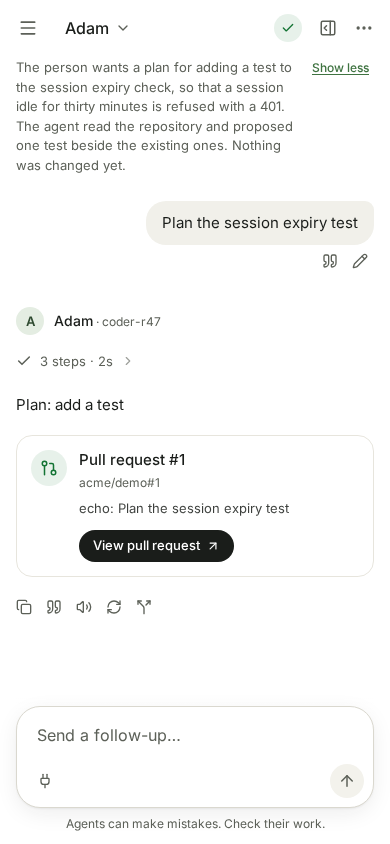 Adam
The person wants a plan for adding a test to
the session expiry check, so that a session
idle for thirty minutes is refused with a 401.
The agent read the repository and proposed
one test beside the existing ones. Nothing
was changed yet.
Show less
Plan the session expiry test
A
Adam · coder-r47
3 steps · 2s
Plan: add a test
Pull request #1
acme/demo#1
echo: Plan the session expiry test
View pull request
Send a follow-up...
Agents can make mistakes. Check their work.